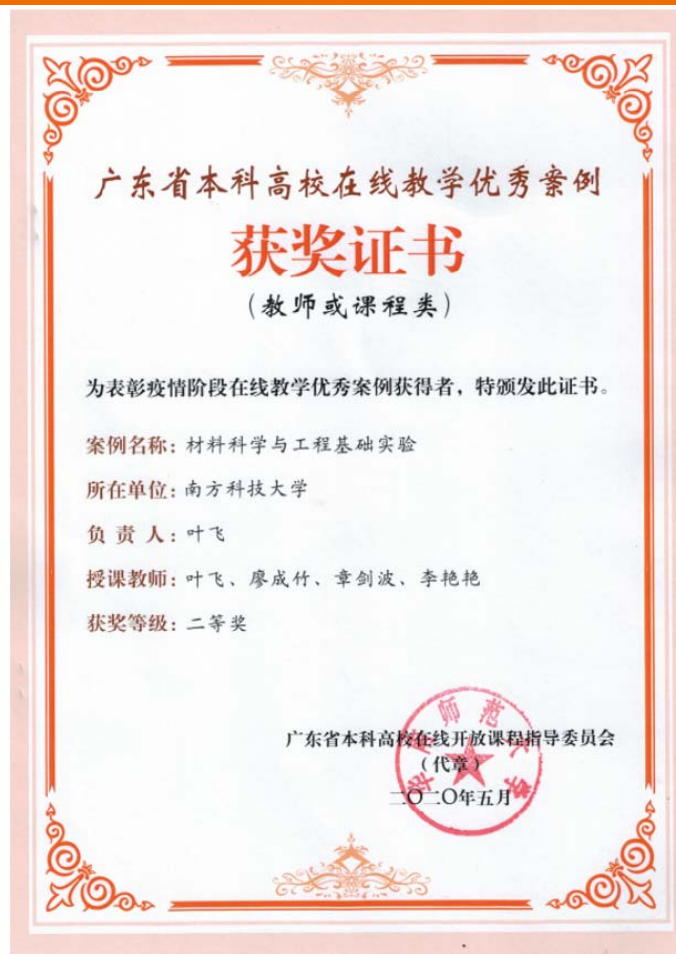 广东省本科高校在线教学优秀案例
获奖证书
(教师或课程类)
为表彰疫情阶段在线教学优秀案例获得者，特颁发此证书。
案例名称：材料科学与工程基础实验
所在单位：南方科技大学
负 责 人：叶飞
授课教师：叶飞、廖成竹、章剑波、李艳艳
获奖等级：二等奖
华南师范大学
广东省本科高校在线开放课程指导委员会
(代章)
二〇二〇年五月